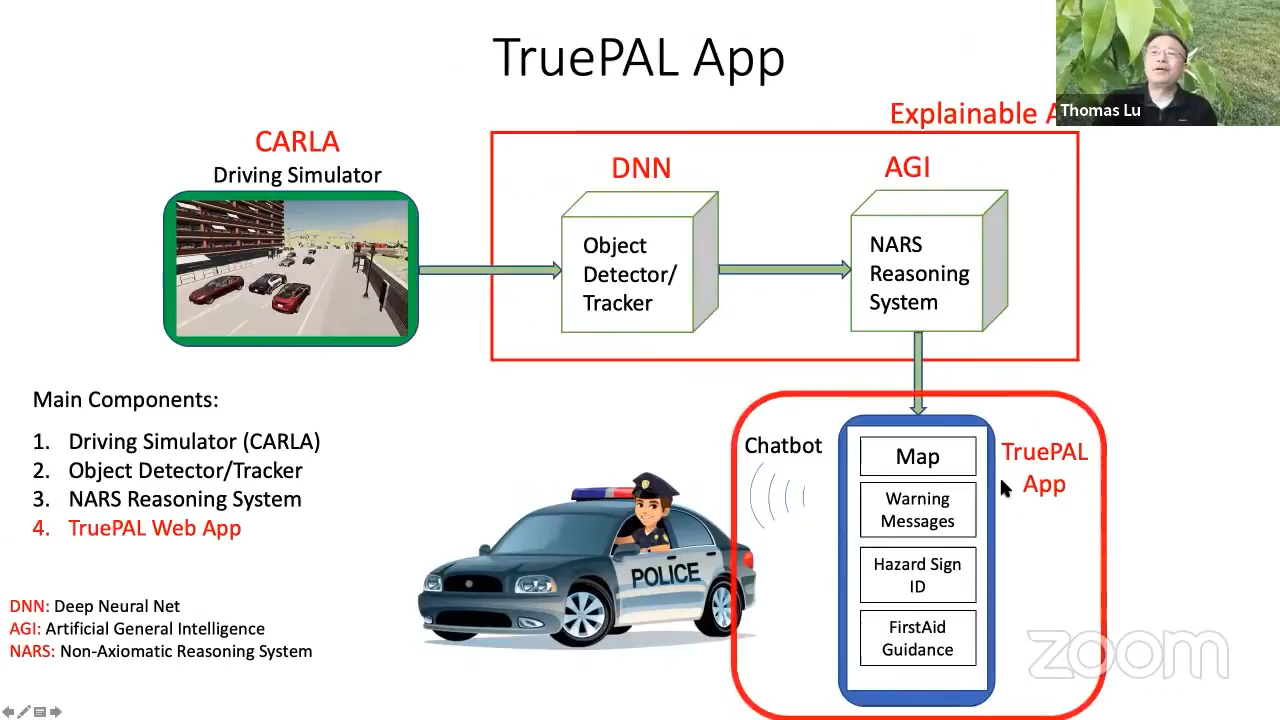 TruePAL App
Thomas Lu
Explainable
CARLA
Driving Simulator
DNN
AGI
Object
Detector/
Tracker
NARS
Reasoning
System
Main Components:
1. Driving Simulator (CARLA)
2. Object Detector/Tracker
3. NARS Reasoning System
4. TruePAL Web App
DNN: Deep Neural Net
AGI: Artificial General Intelligence
NARS: Non-Axiomatic Reasoning System
POLICE
Chatbot
Map
Warning
Messages
Hazard Sign
ID
FirstAid
Guidance
TruePAL
App
zoom